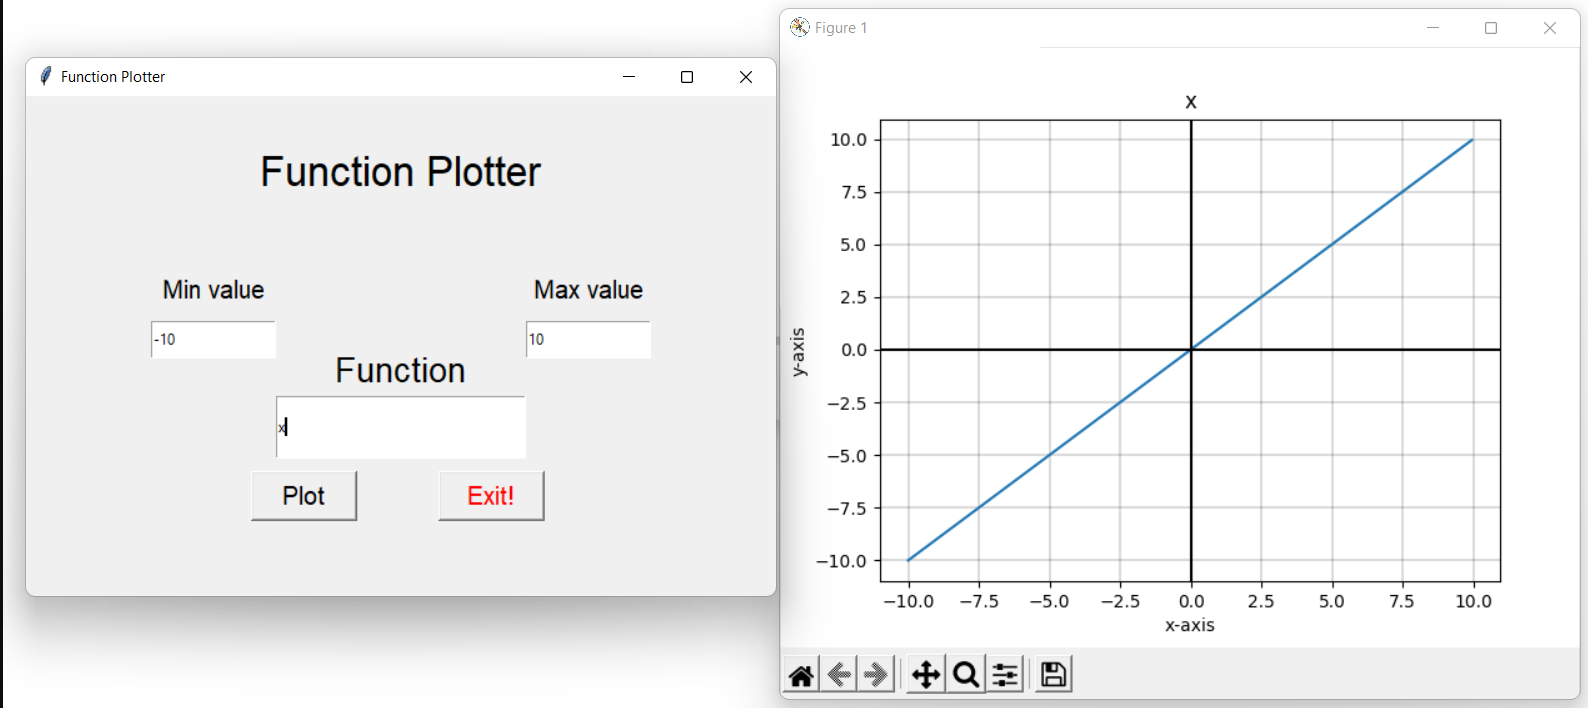 Function Plotter
Function Plotter
Min value
Max value
-10
10
Function
x
Plot
Exit!
Figure 1
x
10.0
7.5
5.0
2.5
0.0
−2.5
−5.0
−7.5
−10.0
y-axis
−10.0 −7.5 −5.0 −2.5 0.0 2.5 5.0 7.5 10.0
x-axis